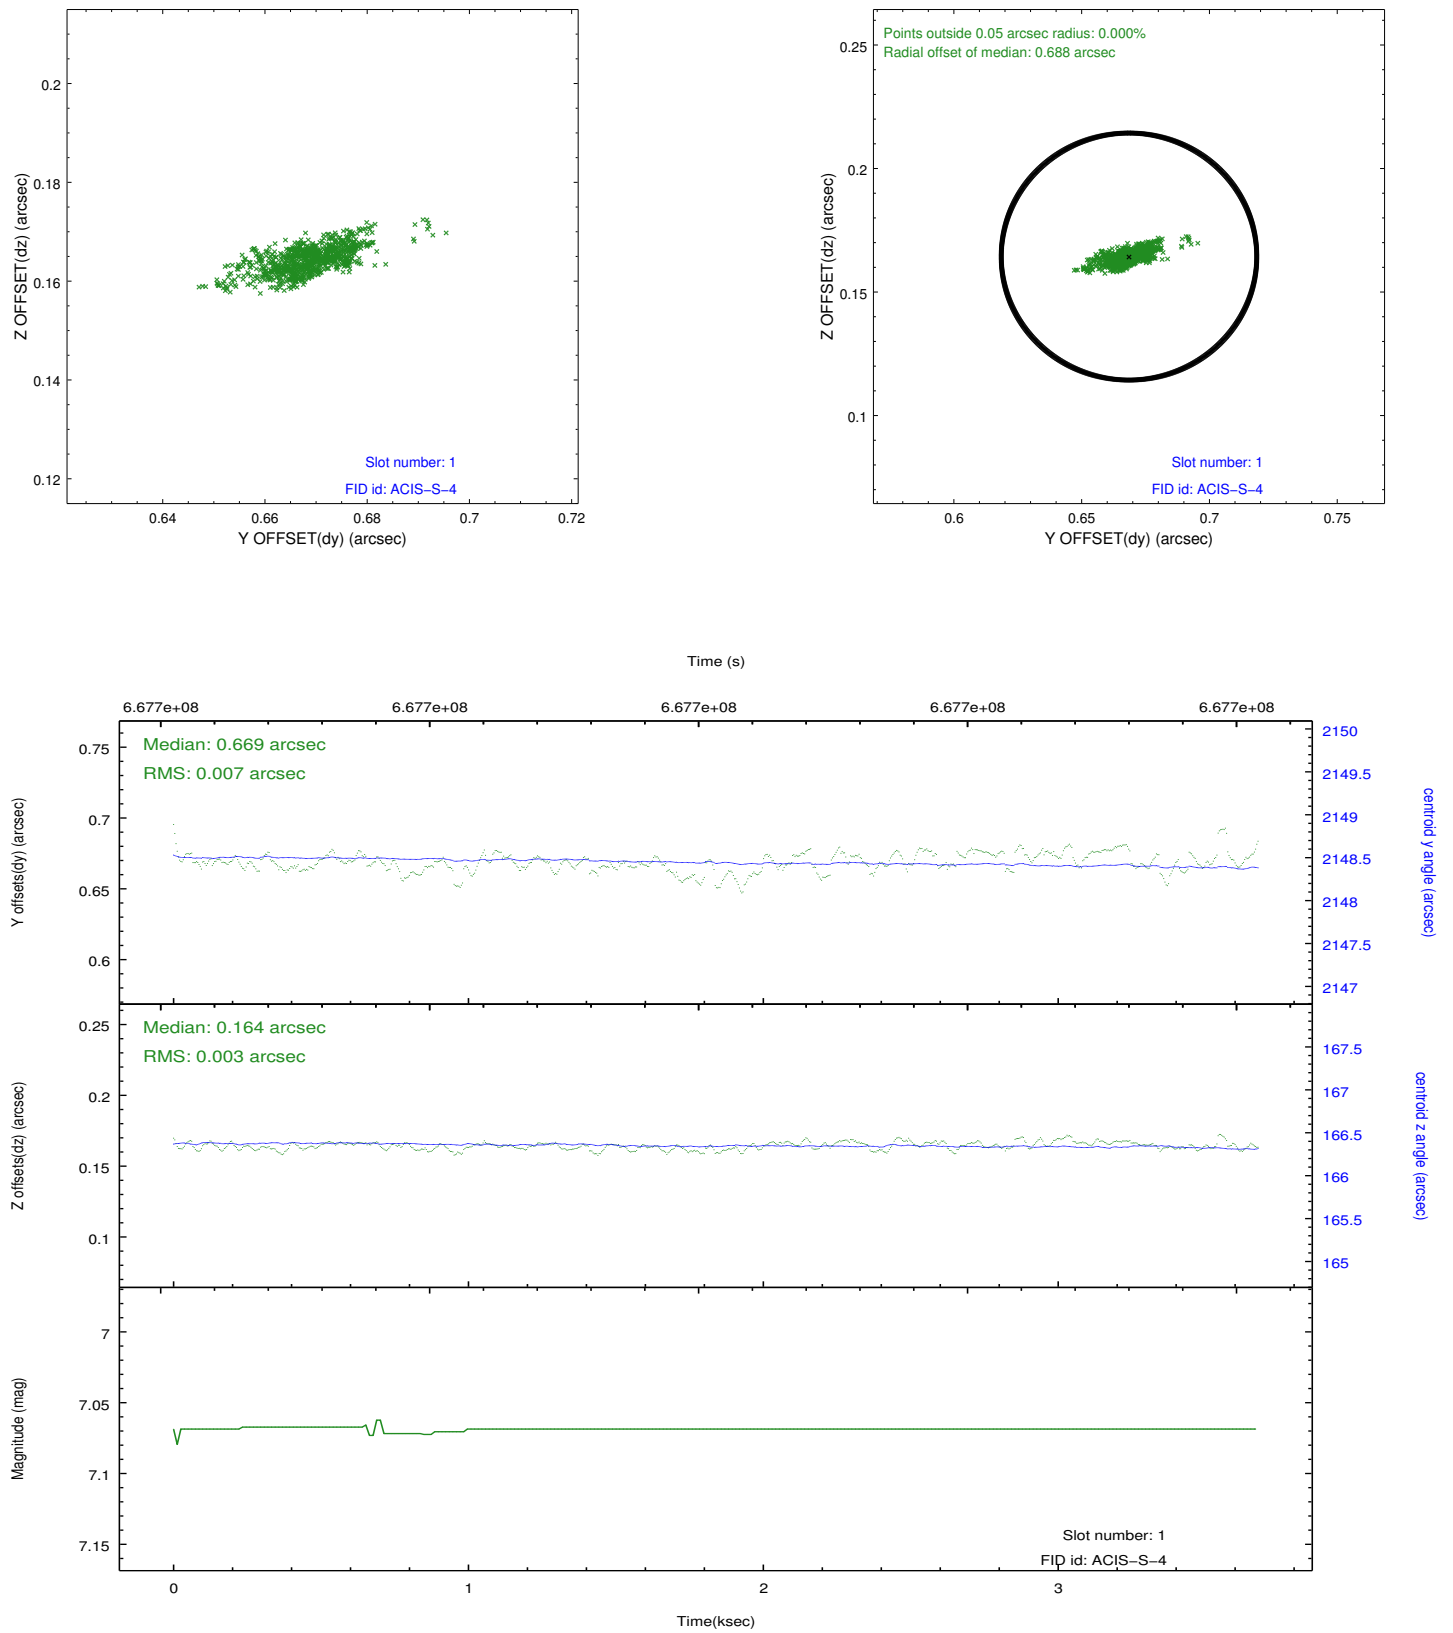 0.2
0.18
0.16
0.14
0.12
Z OFFSET(dz) (arcsec)
Slot number: 1
FID id: ACIS−S−4
0.64 0.66 0.68 0.7 0.72
Y OFFSET(dy) (arcsec)
Points outside 0.05 arcsec radius: 0.000%
Radial offset of median: 0.688 arcsec
0.25
0.2
0.15
0.1
Z OFFSET(dz) (arcsec)
Slot number: 1
FID id: ACIS−S−4
0.6 0.65 0.7 0.75
Y OFFSET(dy) (arcsec)
Time (s)
6.677e+08 6.677e+08 6.677e+08 6.677e+08 6.677e+08
Median: 0.669 arcsec
RMS: 0.007 arcsec
0.75
0.7
0.65
0.6
Y offsets(dy) (arcsec)
2150
2149.5
2149
2148.5
2148
2147.5
2147
centroid y angle (arcsec)
Median: 0.164 arcsec
RMS: 0.003 arcsec
0.25
0.2
0.15
0.1
Z offsets(dz) (arcsec)
167.5
167
166.5
166
165.5
165
centroid z angle (arcsec)
7
7.05
7.1
7.15
Magnitude (mag)
Slot number: 1
FID id: ACIS−S−4
0 1 2 3
Time(ksec)